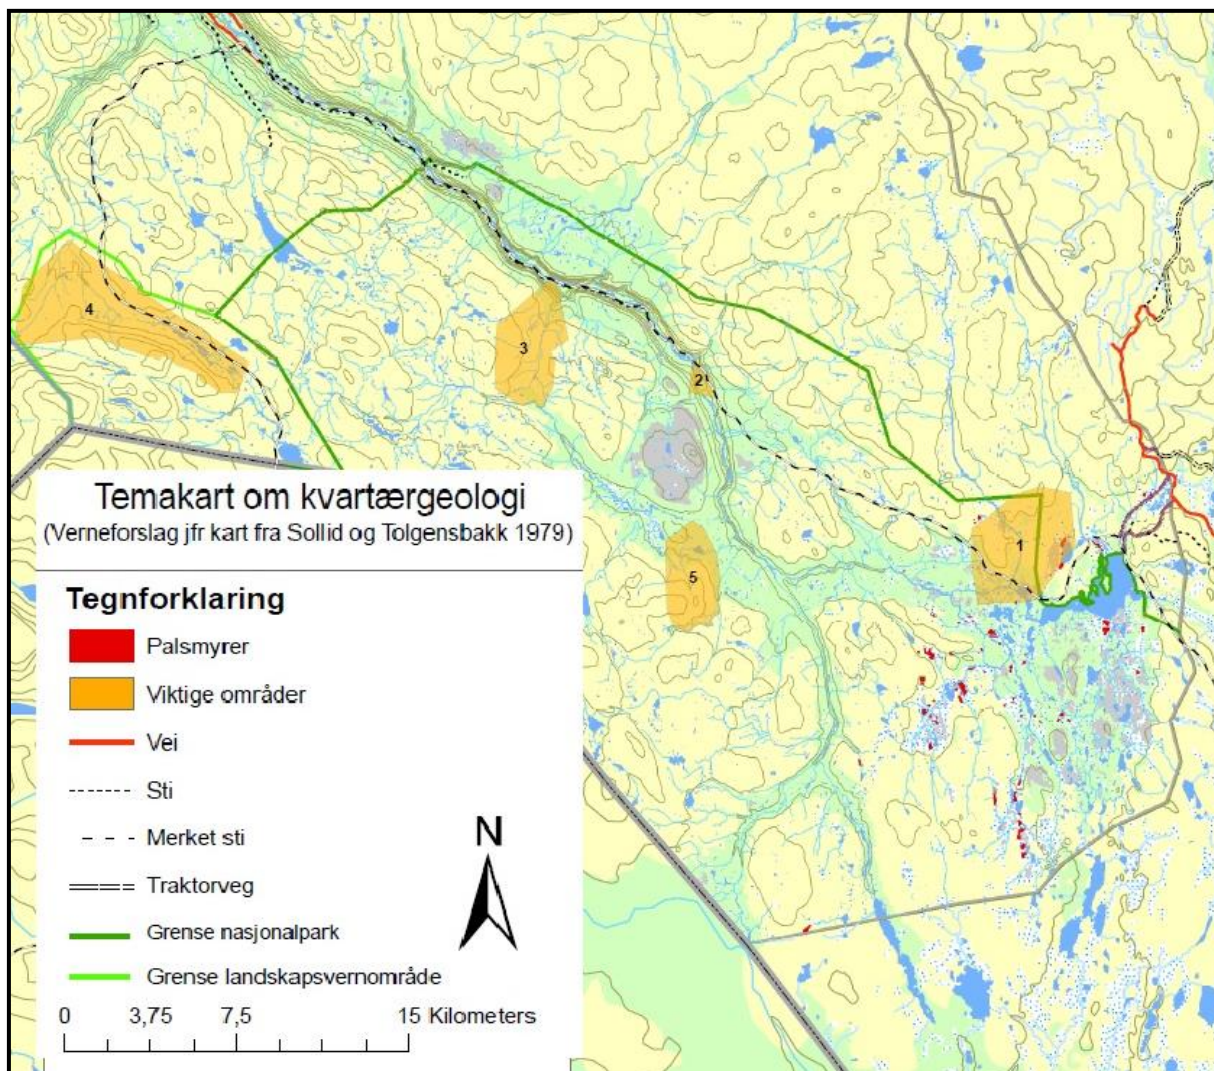 4
3
2
1
5
Temakart om kvartærgeologi
(Verneforslag jfr kart fra Sollid og Tolgensbakk 1979)
Tegnforklaring
Palsmyrer
Viktige områder
Vei
Sti
Merket sti
Traktorveg
Grense nasjonalpark
Grense landskapsvernområde
N
0 3,75 7,5 15 Kilometers